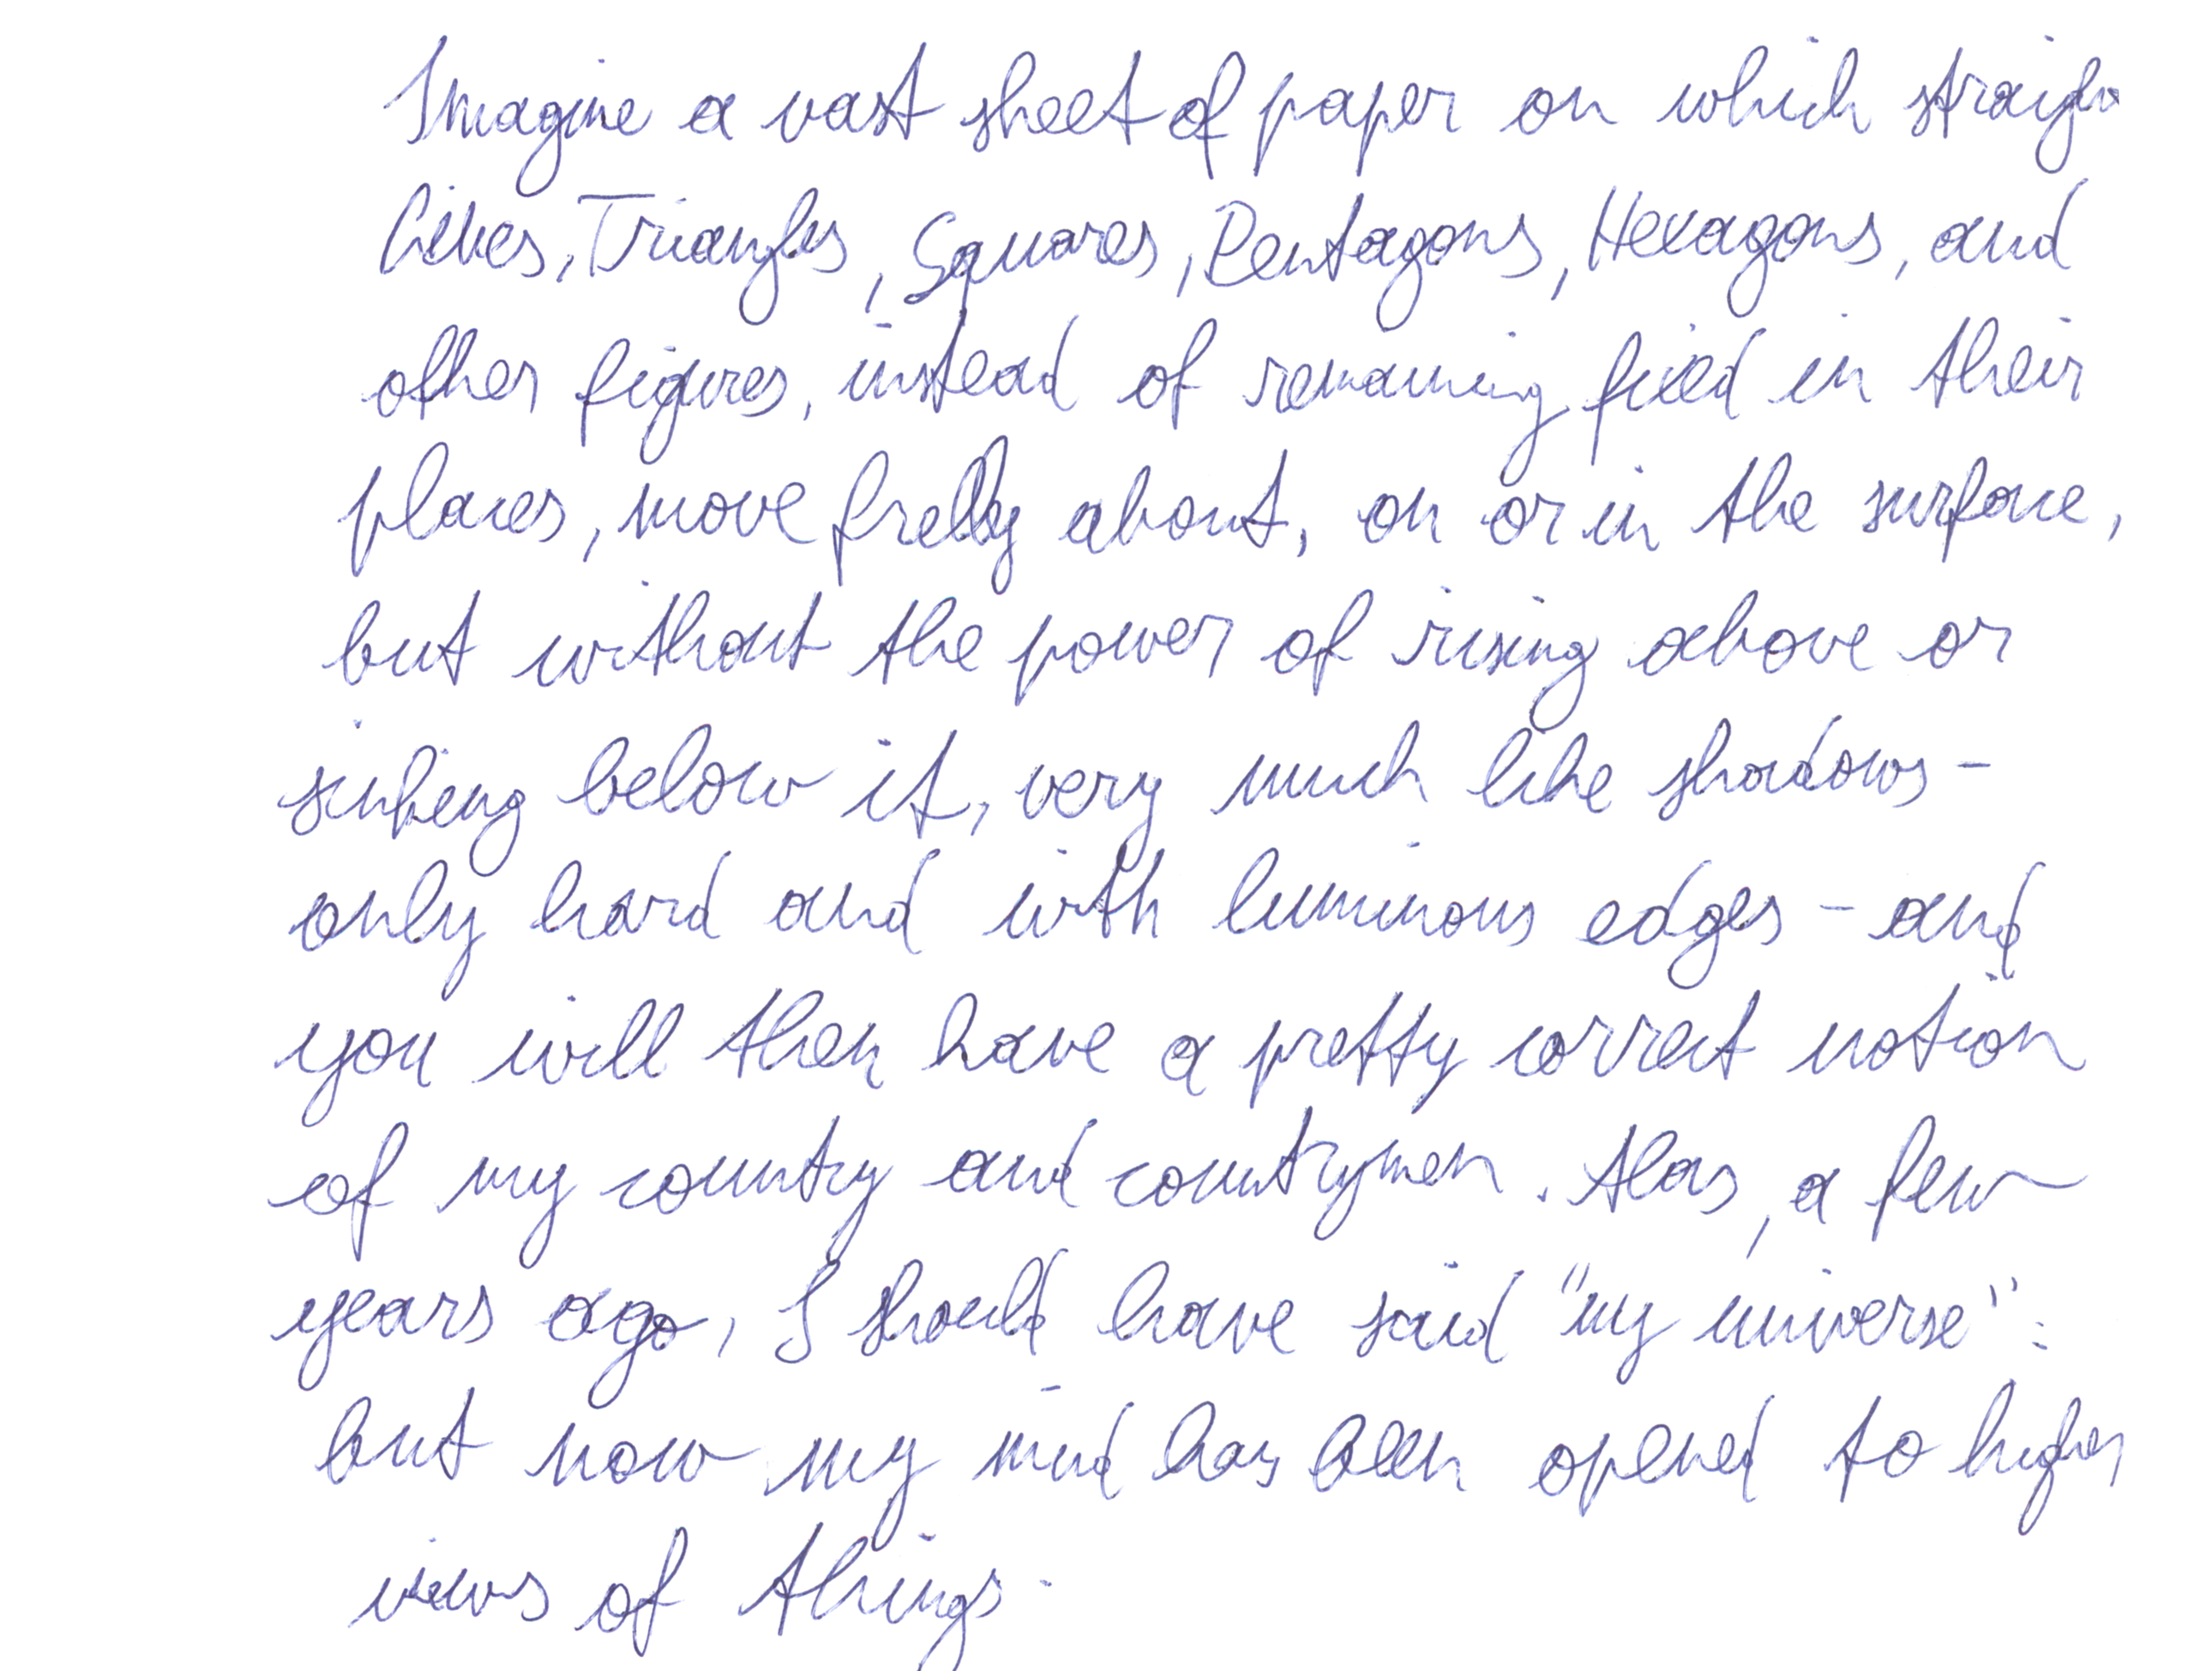 Imagine a vast sheet of paper on which straigh
Lines, Triangles, Squares, Pentagons, Hexagons, and
other figures, instead of remaining fixed in their
places, move freely about, on or in the surface,
but without the power of rising above or
sinking below it, very much like shadows -
only hard and with luminous edges - and
you will then have a pretty correct notion
of my country and countrymen. Alas, a few
years ago, I should have said "my universe":
but now my mind has been opened to higher
views of things.